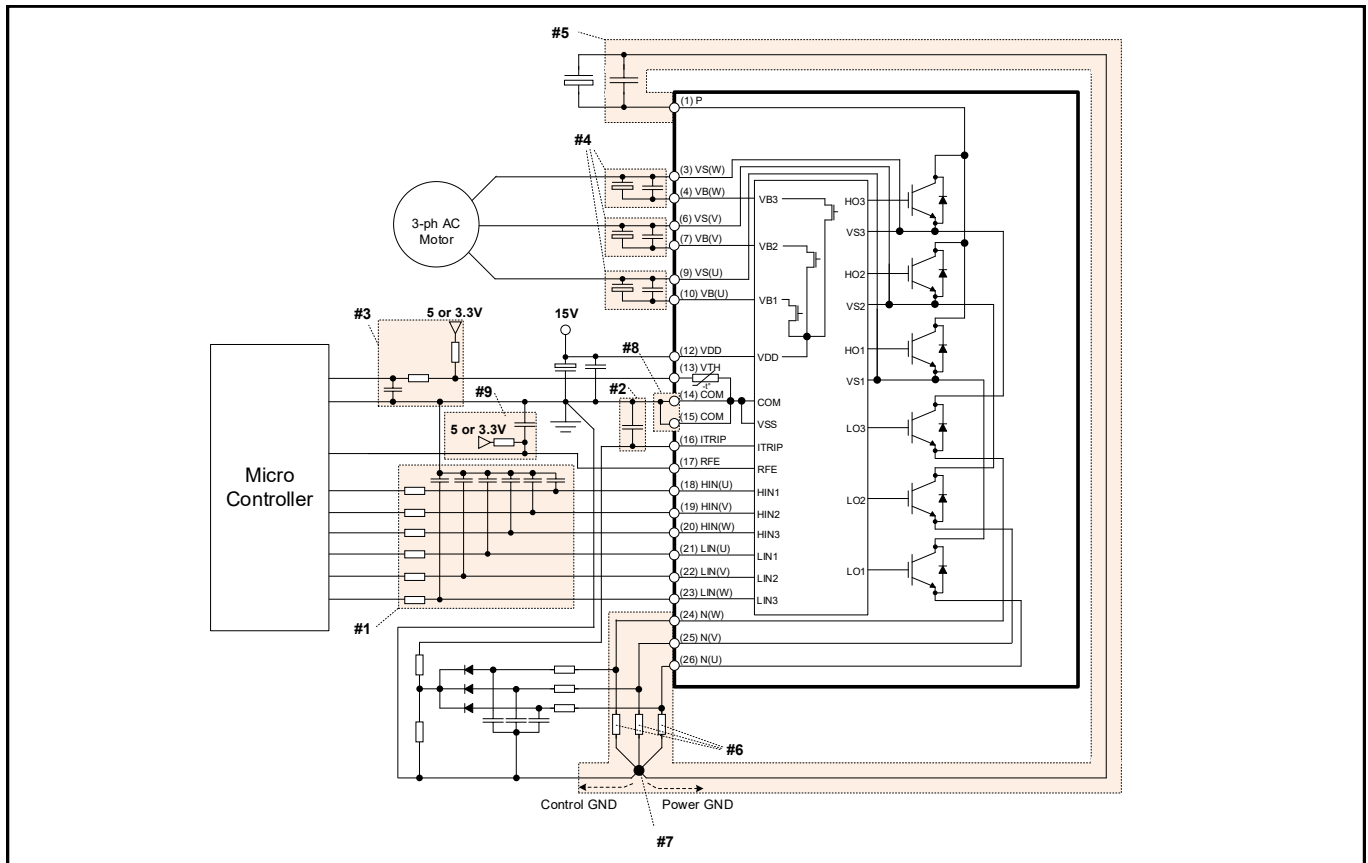 #5
(1) P
#4
(3) VS(W)
(4) VB(W)
(6) VS(V)
(7) VB(V)
(9) VS(U)
(10) VB(U)
3-ph AC
Motor
VB3
VB2
VB1
VDD
HO3
VS3
HO2
VS2
HO1
VS1
LO3
LO2
LO1
#3
5 or 3.3V
15V
#8
(12) VDD
(13) VTH
-t°
#2
(14) COM
(15) COM
COM
VSS
#9
5 or 3.3V
(16) ITRIP
ITRIP
(17) RFE
RFE
Micro
Controller
(18) HIN(U)
HIN1
(19) HIN(V)
HIN2
(20) HIN(W)
HIN3
(21) LIN(U)
LIN1
(22) LIN(V)
LIN2
(23) LIN(W)
LIN3
#1
(24) N(W)
(25) N(V)
(26) N(U)
#6
Control GND
Power GND
#7